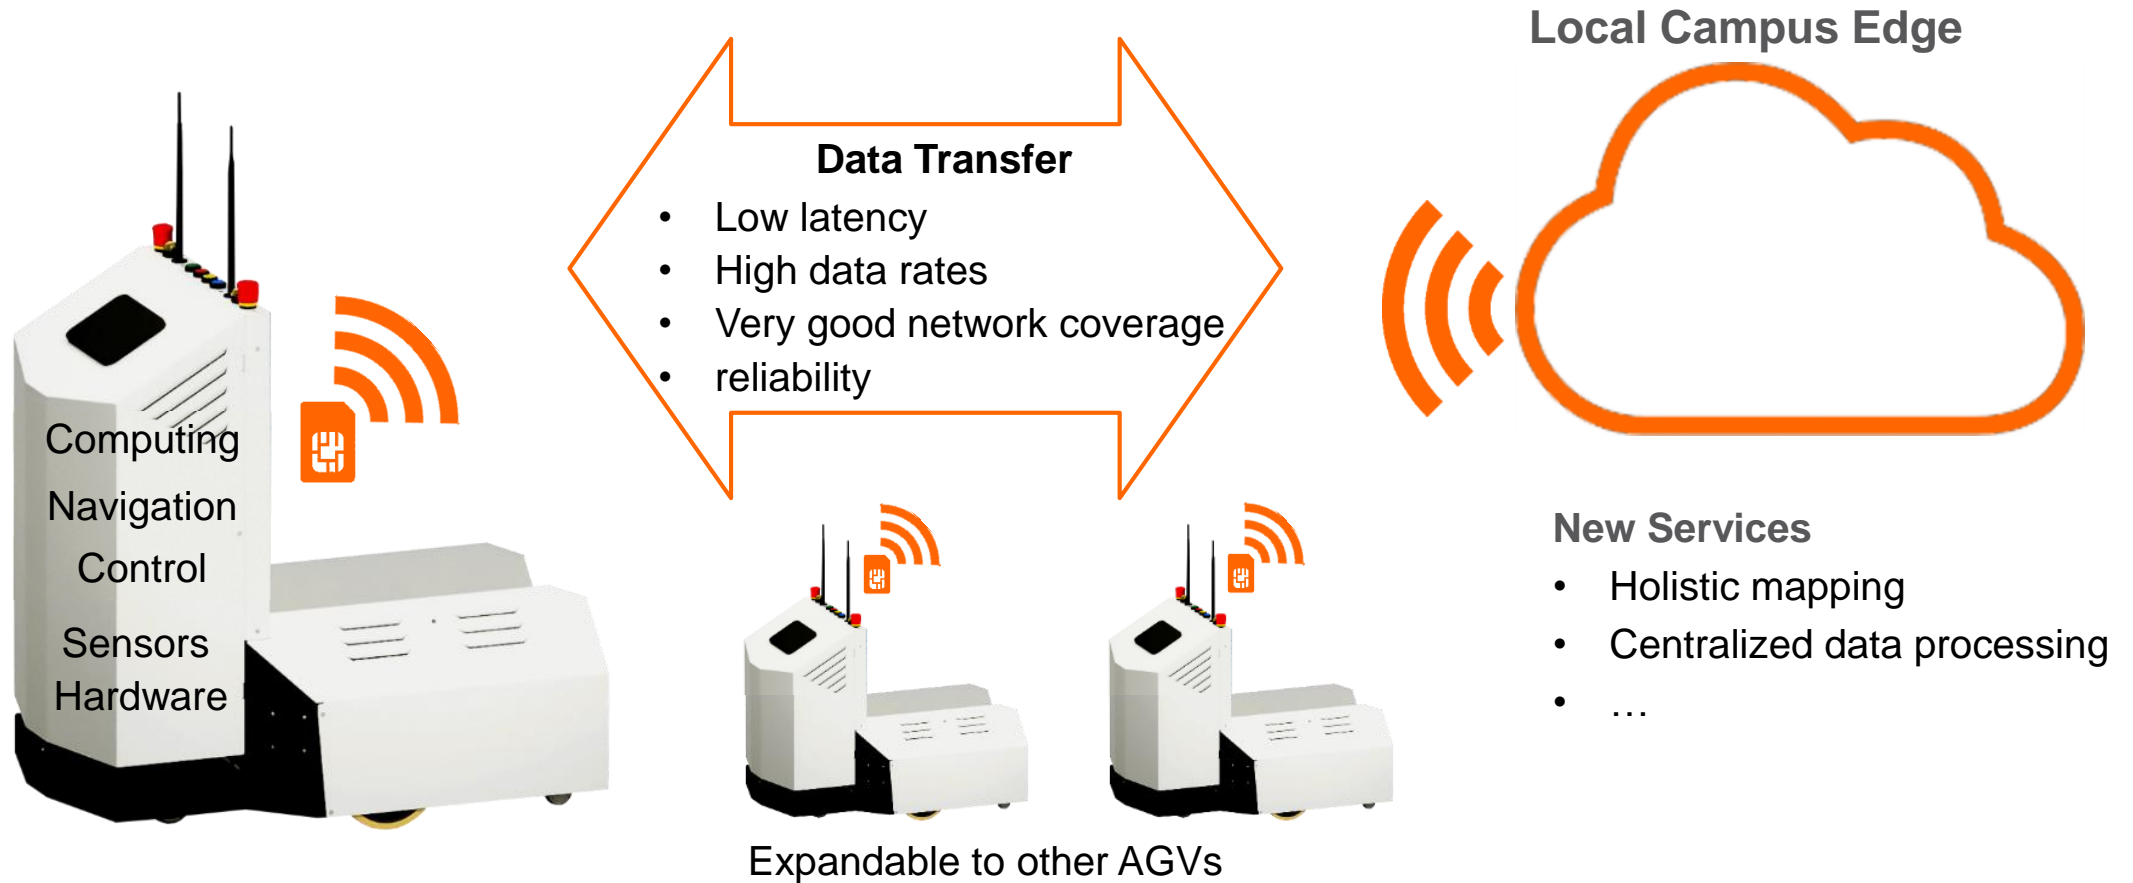 Local Campus Edge
Data Transfer
• Low latency
• High data rates
• Very good network coverage
• reliability
Computing
Navigation
Control
Sensors
Hardware
New Services
• Holistic mapping
• Centralized data processing
• …
Expandable to other AGVs